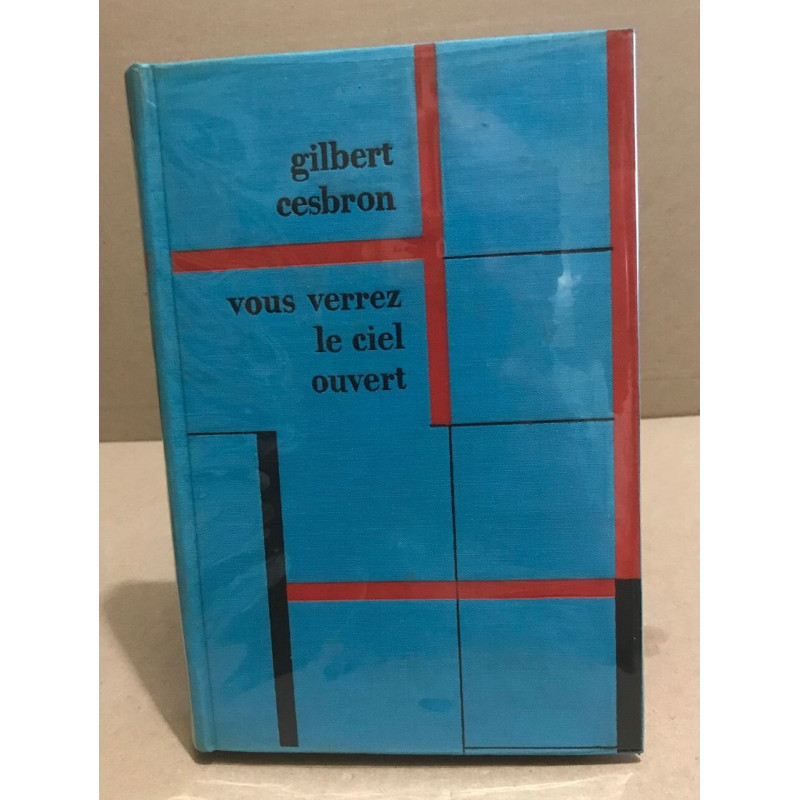 gilbert
cesbron
vous verrez
le ciel
ouvert